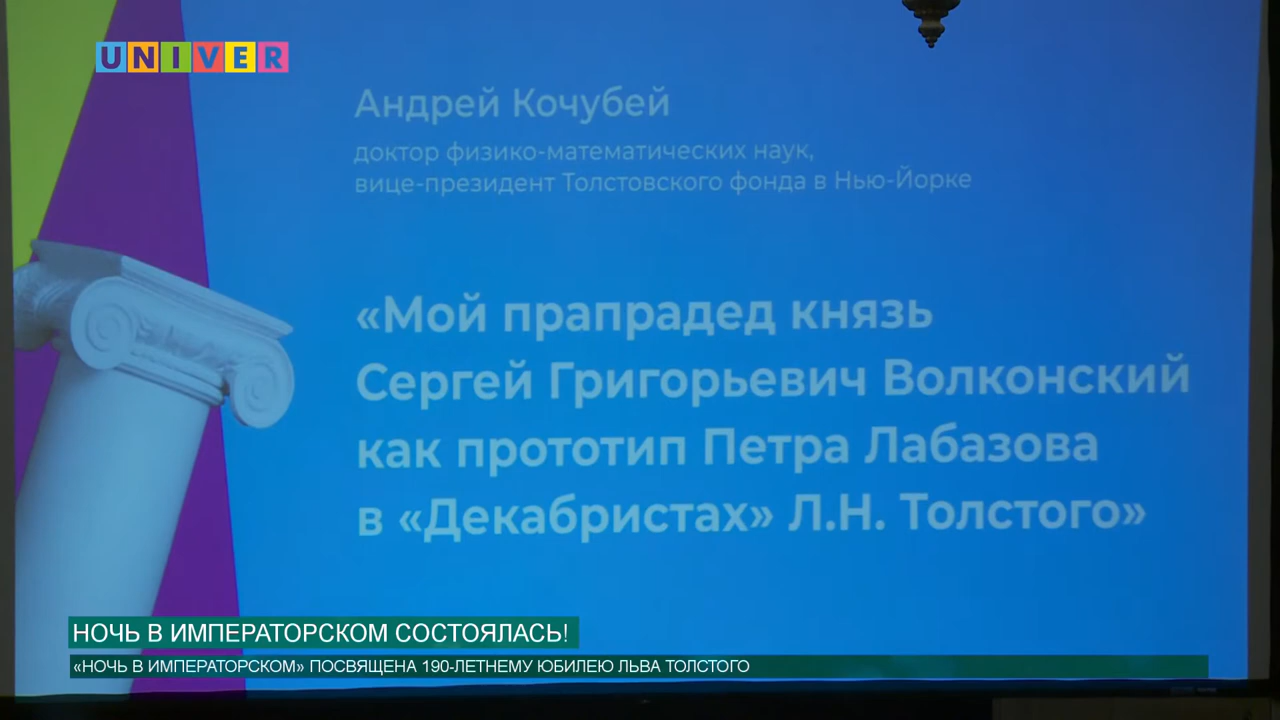 UNIVER
Андрей Кочубей
доктор физико-математических наук,
вице-президент Толстовского фонда в Нью-Йорке
«Мой прапрадед князь
Сергей Григорьевич Волконский
как прототип Петра Лабазова
в «Декабристах» Л.Н. Толстого»
НОЧЬ В ИМПЕРАТОРСКОМ СОСТОЯЛАСЬ!
«НОЧЬ В ИМПЕРАТОРСКОМ» ПОСВЯЩЕНА 190-ЛЕТНЕМУ ЮБИЛЕЮ ЛЬВА ТОЛСТОГО